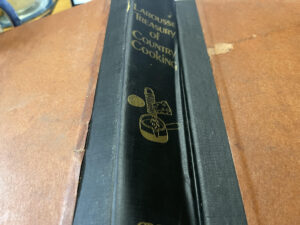 LAROUSSE
TREASURY
of
COUNTRY
COOKING